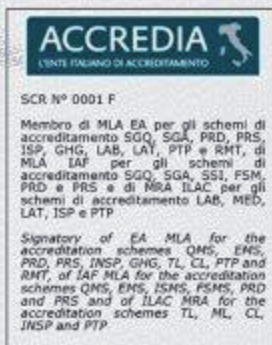 ACCREDIA
L'ENTE ITALIANO DI ACCREDITAMENTO
SCR N° 0001 F
Membro di MLA EA per gli schemi di
accreditamento SGQ, SGA, PRD, PRS,
ISP, GHG, LAB, LAT, PTP e RMT, di
MLA IAF per gli schemi di
accreditamento SGQ, SGA, SSI, FSM,
PRD e PRS e di MRA ILAC per gli
schemi di accreditamento LAB, MED,
LAT, ISP e PTP
Signatory of EA MLA for the
accreditation schemes QMS, EMS,
PRD, PRS, INSP, GHG, TL, CL, PTP and
RMT, of IAF MLA for the accreditation
schemes QMS, EMS, ISMS, FSMS, PRD
and PRS and of ILAC MRA for the
accreditation schemes TL, ML, CL,
INSP and PTP